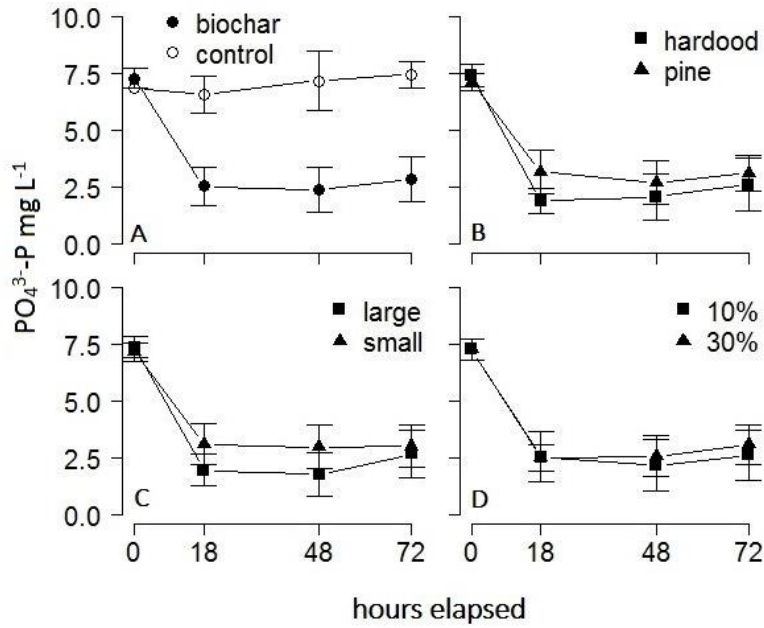 PO₄³⁻-P mg L⁻¹
10.0
7.5
5.0
2.5
0.0
biochar
control
A
hardood
pine
B
10.0
7.5
5.0
2.5
0.0
large
small
C
0 18 48 72
10%
30%
D
0 18 48 72
hours elapsed